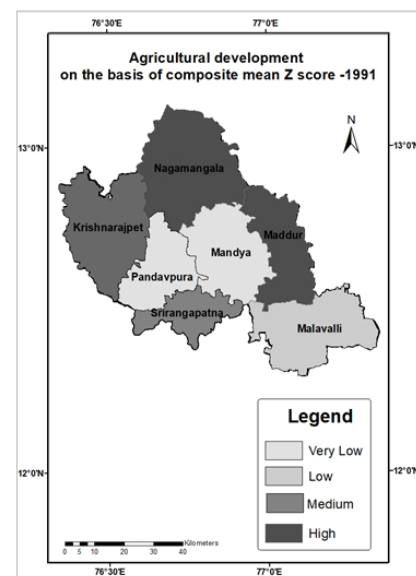 76°30'E 77°0'E
Agricultural development
on the basis of composite mean Z score -1991
N
13°0'N 13°0'N
Nagamangala
Krishnarajpet
Maddur
Mandya
Pandavpura
Srirangapatna
Malavalli
Legend
Very Low
Low
Medium
High
12°0'N 12°0'N
Kilometers
0 5 10 20 30 40
76°30'E 77°0'E